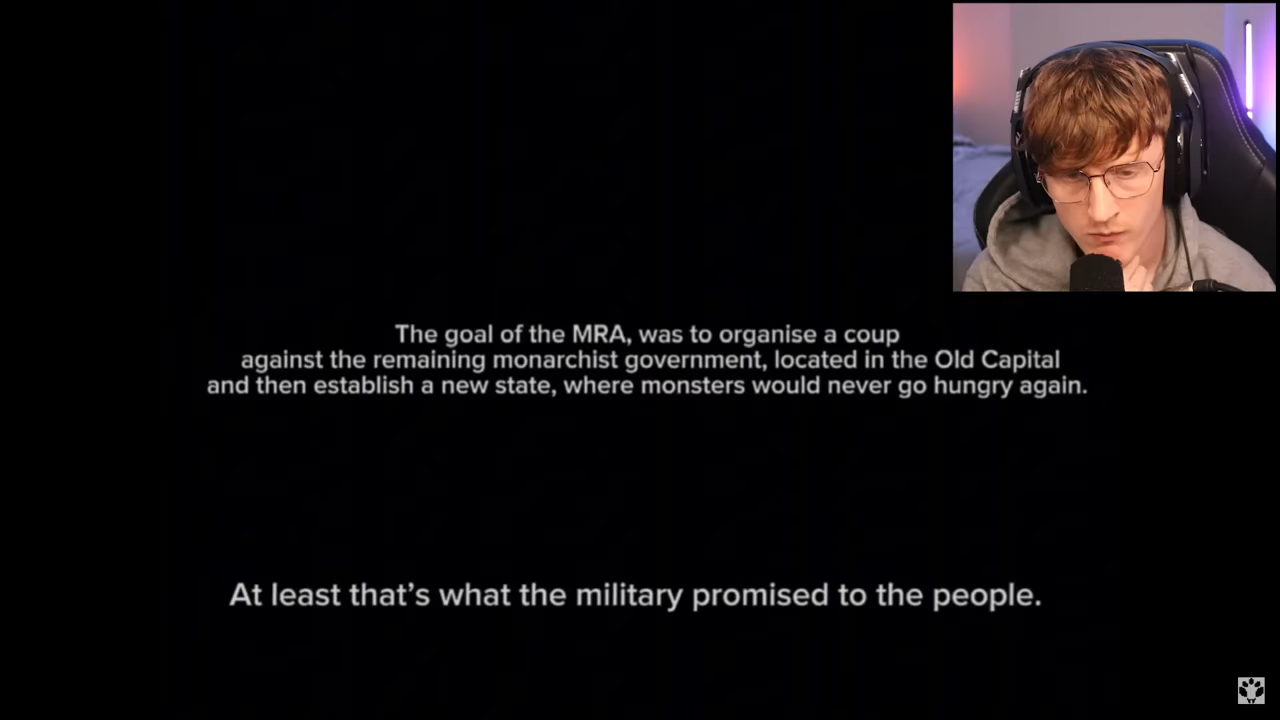 The goal of the MRA, was to organise a coup
against the remaining monarchist government, located in the Old Capital
and then establish a new state, where monsters would never go hungry again.
At least that's what the military promised to the people.